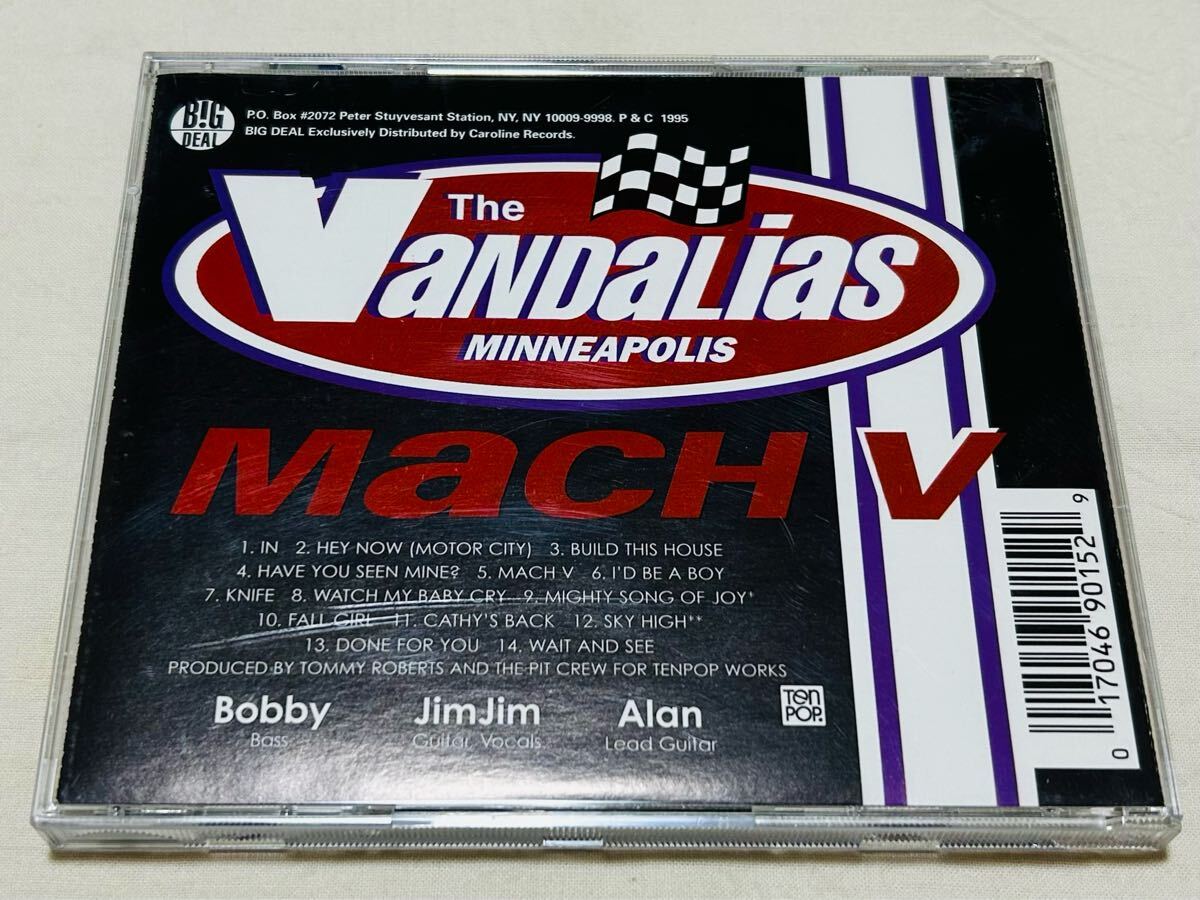 B!G
DEAL
P.O. Box #2072 Peter Stuyvesant Station, NY, NY 10009-9998. P & C 1995
BIG DEAL Exclusively Distributed by Caroline Records.
The
VANDALiAS
MINNEAPOLIS
MACH V
1. IN 2. HEY NOW (MOTOR CITY) 3. BUILD THIS HOUSE
4. HAVE YOU SEEN MINE? 5. MACH V 6. I'D BE A BOY
7. KNIFE 8. WATCH MY BABY CRY 9. MIGHTY SONG OF JOY*
10. FALL GIRL 11. CATHY'S BACK 12. SKY HIGH**
13. DONE FOR YOU 14. WAIT AND SEE
PRODUCED BY TOMMY ROBERTS AND THE PIT CREW FOR TENPOP WORKS
Bobby
Bass
JimJim
Guitar, Vocals
Alan
Lead Guitar
Ten
POP.
0 17046 90152 9